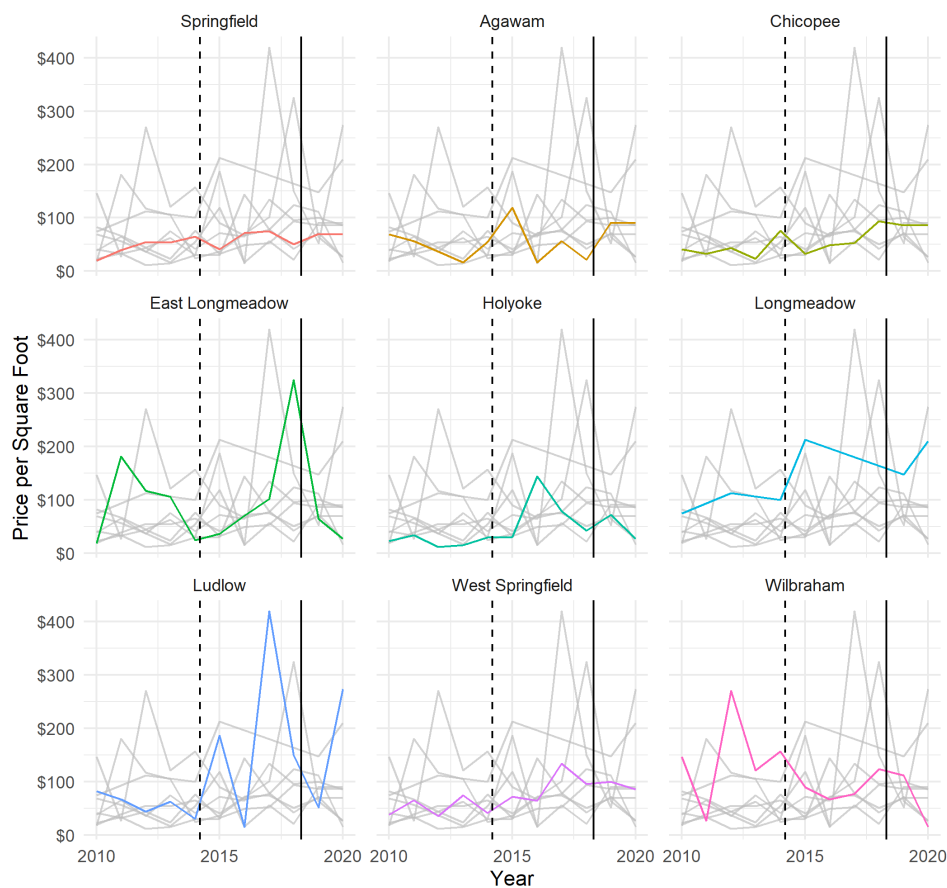 Springfield
Agawam
Chicopee
$400
$300
$200
$100
$0
East Longmeadow
Holyoke
Longmeadow
$400
$300
$200
$100
$0
Price per Square Foot
Ludlow
West Springfield
Wilbraham
$400
$300
$200
$100
$0
2010
2015
2020
2010
2015
2020
2010
2015
2020
Year